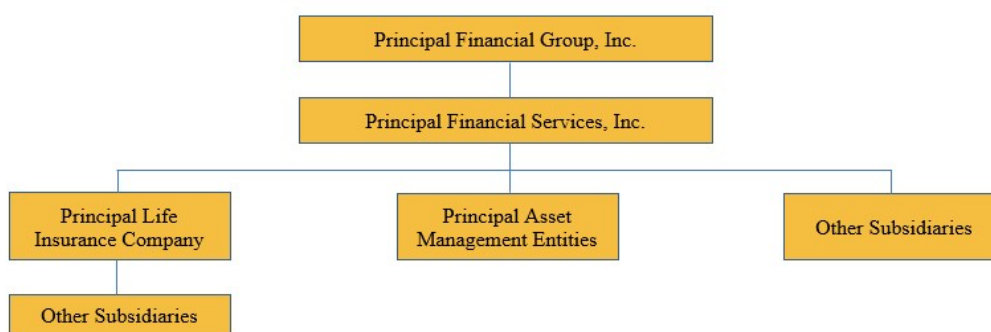 Principal Financial Group, Inc.
Principal Financial Services, Inc.
Principal Life
Insurance Company
Principal Asset
Management Entities
Other Subsidiaries
Other Subsidiaries